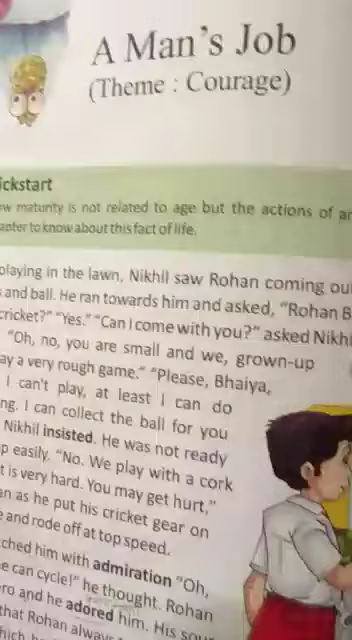 A Man's Job
(Theme : Courage)
ickstart
ow maturity is not related to age but the actions of an
apter to know about this fact of life.
playing in the lawn, Nikhil saw Rohan coming ou
and ball. He ran towards him and asked, "Rohan B
cricket?" "Yes." "Can I come with you?" asked Nikh
"Oh, no, you are small and we, grown-up
ay a very rough game." "Please, Bhaiya,
I can't play, at least I can do
ng. I can collect the ball for you
Nikhil insisted. He was not ready
p easily. "No. We play with a cork
t is very hard. You may get hurt,"
an as he put his cricket gear on
e and rode off at top speed.
ched him with admiration "Oh,
e can cycle!" he thought. Rohan
ro and he adored him. His
that Rohan always